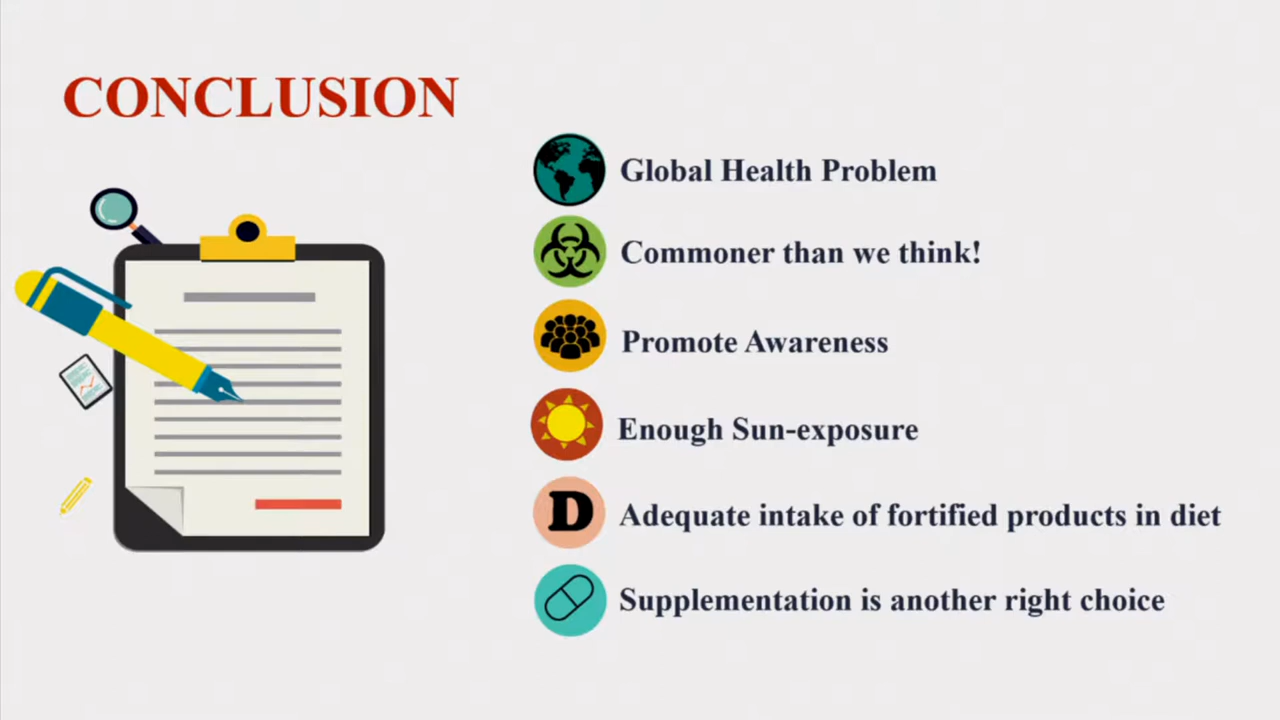 CONCLUSION
Global Health Problem
Commoner than we think!
Promote Awareness
Enough Sun-exposure
D
Adequate intake of fortified products in diet
Supplementation is another right choice